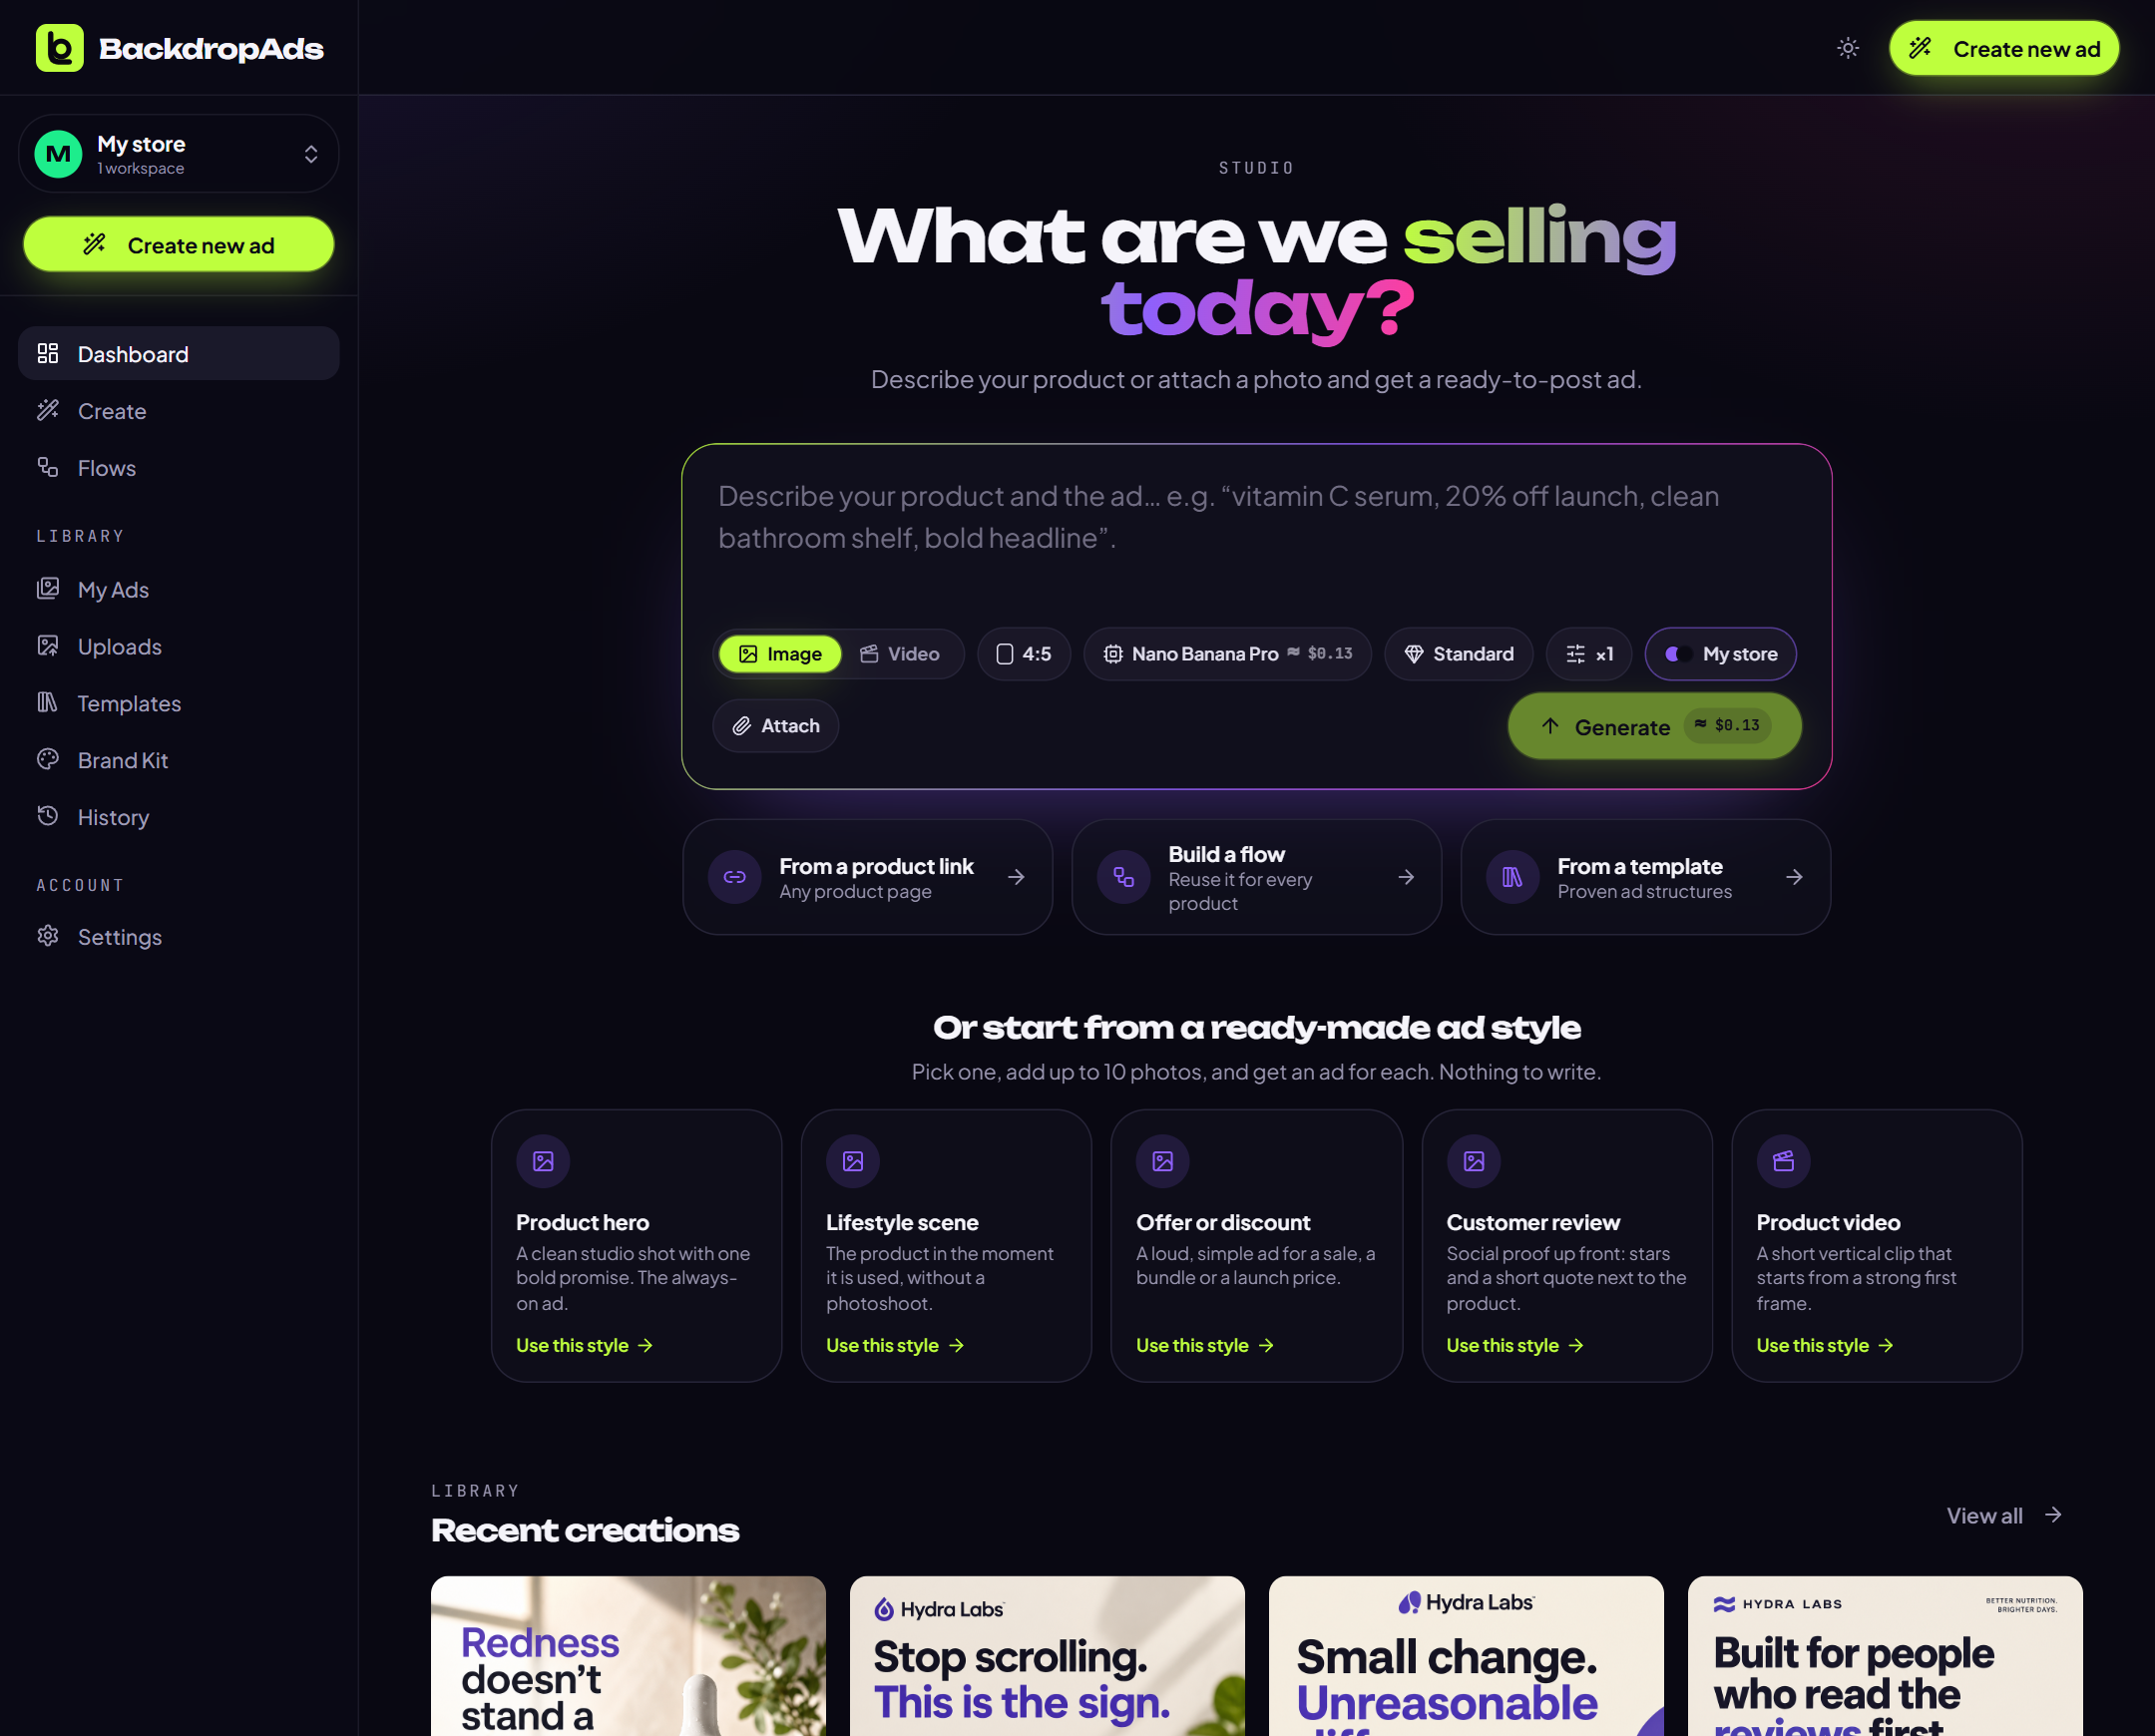 BackdropAds
Create new ad
M
My store
1 workspace
Create new ad
Dashboard
Create
Flows
LIBRARY
My Ads
Uploads
Templates
Brand Kit
History
ACCOUNT
Settings
STUDIO
What are we selling
today?
Describe your product or attach a photo and get a ready-to-post ad.
Describe your product and the ad… e.g. “vitamin C serum, 20% off launch, clean
bathroom shelf, bold headline”.
Image
Video
4:5
Nano Banana Pro ≈ $0.13
Standard
×1
My store
Attach
Generate ≈ $0.13
From a product link
Any product page
Build a flow
Reuse it for every
product
From a template
Proven ad structures
Or start from a ready-made ad style
Pick one, add up to 10 photos, and get an ad for each. Nothing to write.
Product hero
A clean studio shot with one
bold promise. The always-
on ad.
Use this style →
Lifestyle scene
The product in the moment
it is used, without a
photoshoot.
Use this style →
Offer or discount
A loud, simple ad for a sale, a
bundle or a launch price.
Use this style →
Customer review
Social proof up front: stars
and a short quote next to the
product.
Use this style →
Product video
A short vertical clip that
starts from a strong first
frame.
Use this style →
LIBRARY
Recent creations
View all →
Redness
doesn’t
stand a
Hydra Labs
Stop scrolling.
This is the sign.
Hydra Labs
Small change.
Unreasonable
HYDRA LABS
BETTER NUTRITION.
BRIGHTER DAYS.
Built for people
who read the
reviews first